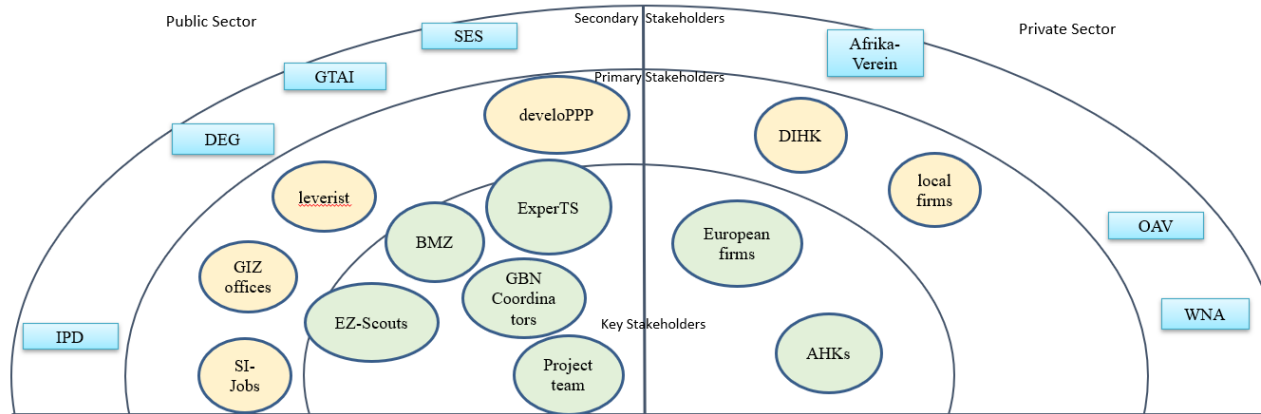 Public Sector
Secondary Stakeholders
Private Sector
SES
Afrika-
Verein
GTAI
Primary Stakeholders
develoPPP
DEG
DIHK
leverist
local
firms
ExperTS
BMZ
European
firms
OAV
GIZ
offices
GBN
Coordina
tors
EZ-Scouts
Key Stakeholders
WNA
IPD
AHKs
SI-
Jobs
Project
team